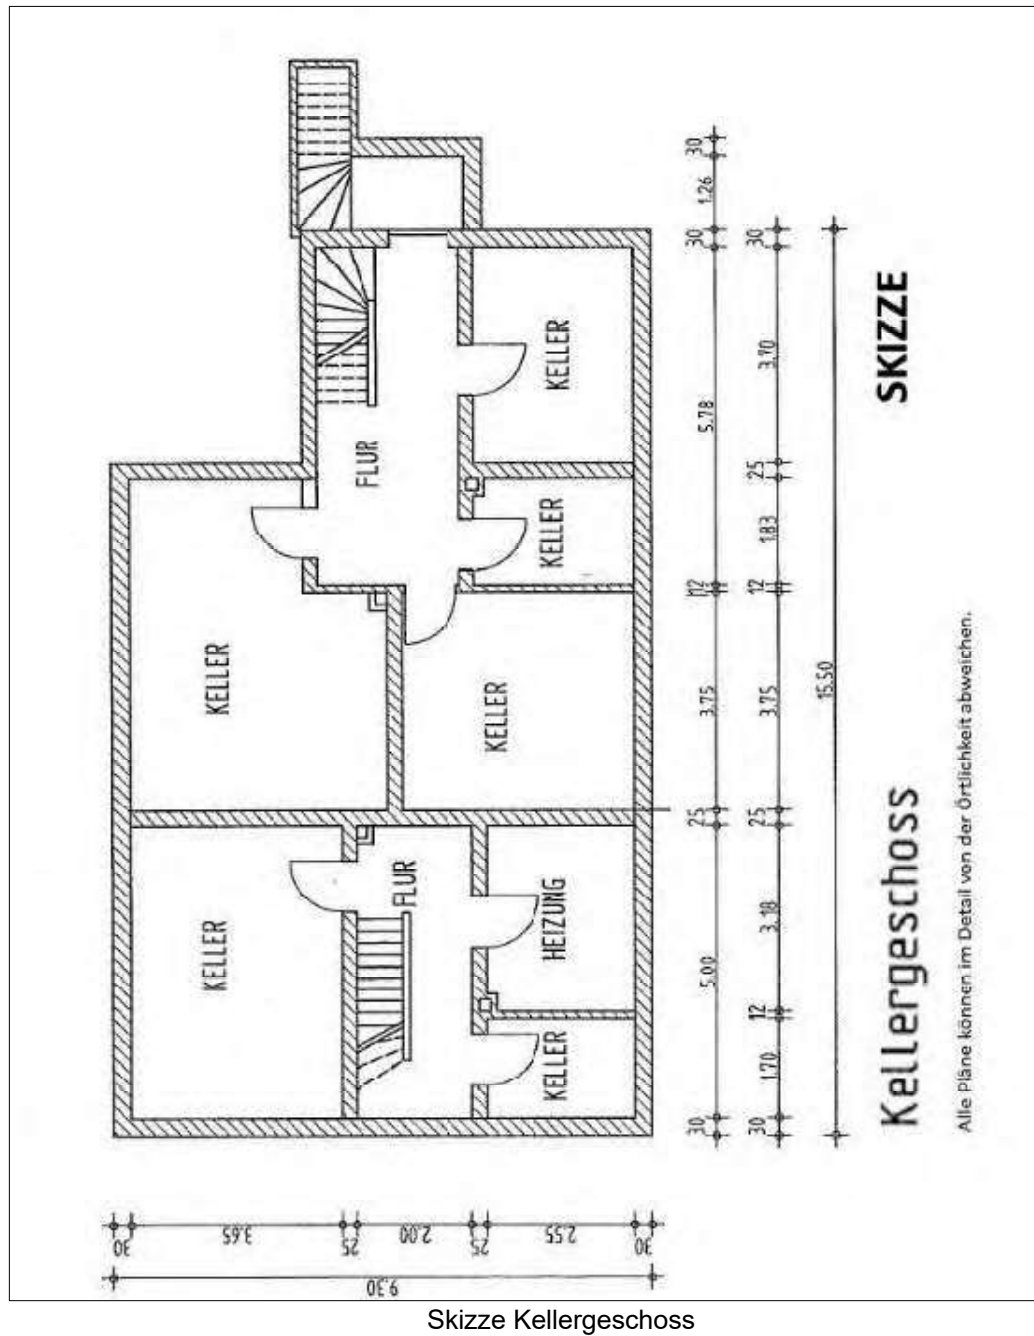 KELLER
KELLER
FLUR
FLUR
KELLER
KELLER
HEIZUNG
KELLER
KELLER
KELLER
30 5.00 25 3.75 12 5.78 30 1.26 30
30 1.70 12 3.18 25 3.75 12 1.83 25 3.70 30
15.50
30 3.65 25 2.00 25 2.55 30
9.30
Kellergeschoss
SKIZZE
Alle Pläne können im Detail von der Örtlichkeit abweichen.
Skizze Kellergeschoss